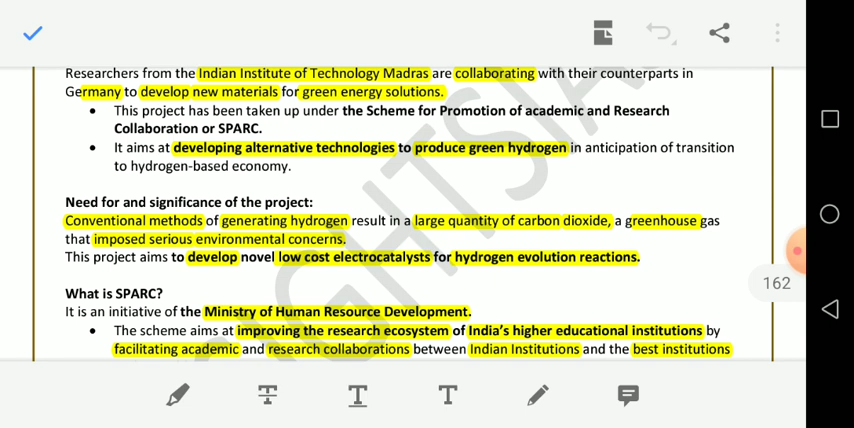 Researchers from the Indian Institute of Technology Madras are collaborating with their counterparts in
Germany to develop new materials for green energy solutions.
• This project has been taken up under the Scheme for Promotion of academic and Research
Collaboration or SPARC.
• It aims at developing alternative technologies to produce green hydrogen in anticipation of transition
to hydrogen-based economy.
Need for and significance of the project:
Conventional methods of generating hydrogen result in a large quantity of carbon dioxide, a greenhouse gas
that imposed serious environmental concerns.
This project aims to develop novel low cost electrocatalysts for hydrogen evolution reactions.
162
What is SPARC?
It is an initiative of the Ministry of Human Resource Development.
• The scheme aims at improving the research ecosystem of India’s higher educational institutions by
facilitating academic and research collaborations between Indian Institutions and the best institutions